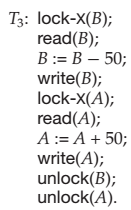 T3: lock-X(B);
read(B);
B := B − 50;
write(B);
lock-X(A);
read(A);
A := A + 50;
write(A);
unlock(B);
unlock(A).